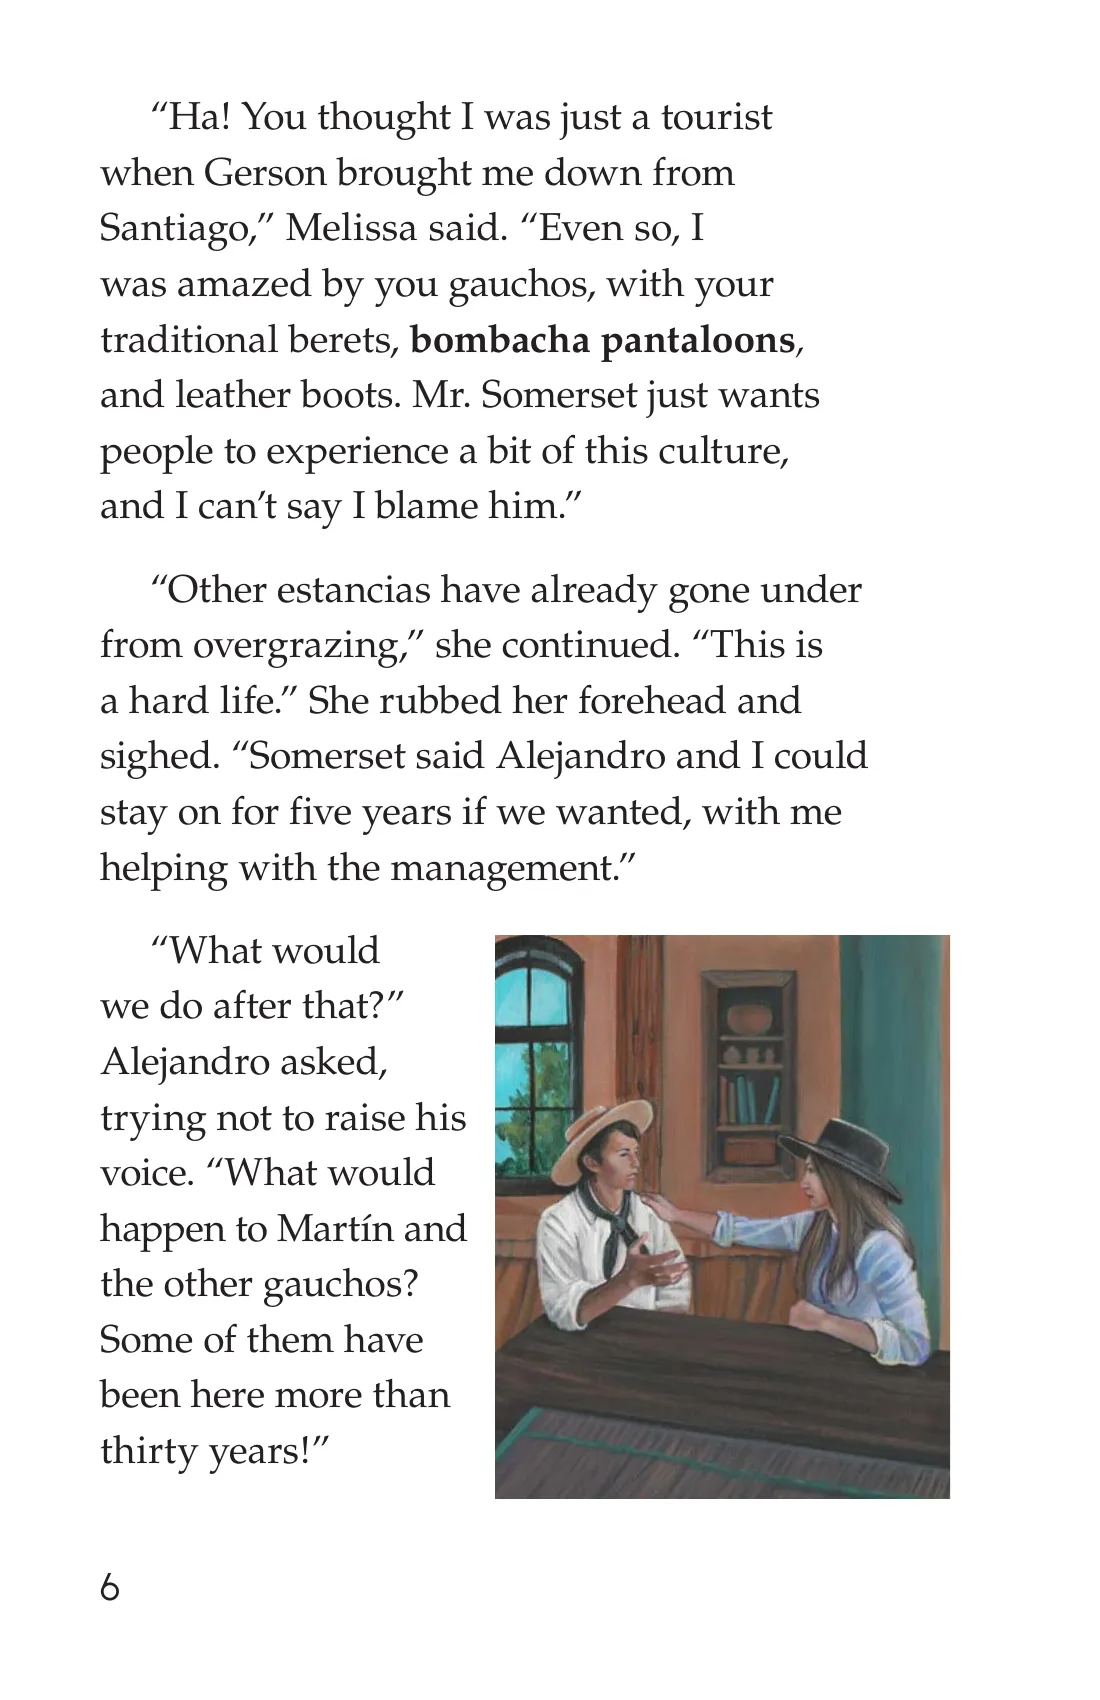 “Ha! You thought I was just a tourist
when Gerson brought me down from
Santiago,” Melissa said. “Even so, I
was amazed by you gauchos, with your
traditional berets, bombacha pantaloons,
and leather boots. Mr. Somerset just wants
people to experience a bit of this culture,
and I can’t say I blame him.”
“Other estancias have already gone under
from overgrazing,” she continued. “This is
a hard life.” She rubbed her forehead and
sighed. “Somerset said Alejandro and I could
stay on for five years if we wanted, with me
helping with the management.”
“What would
we do after that?”
Alejandro asked,
trying not to raise his
voice. “What would
happen to Martín and
the other gauchos?
Some of them have
been here more than
thirty years!”
6